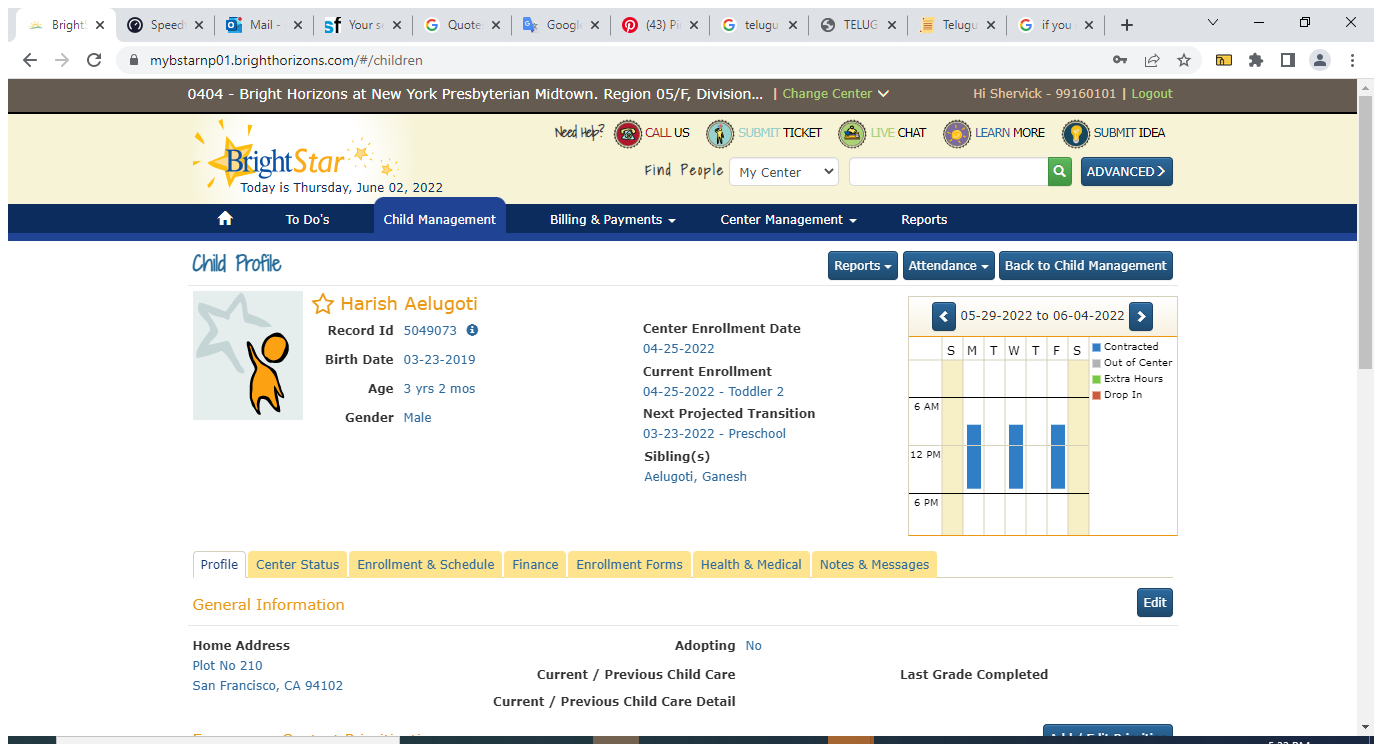 Bright
Speed
Mail -
Your s
Quote
Google
(43) Pi
telugu
TELUG
Telugu
if you
mybstarnp01.brighthorizons.com/#/children
0404 - Bright Horizons at New York Presbyterian Midtown. Region 05/F, Division... | Change Center
Hi Shervick - 99160101 | Logout
Need Help? CALL US SUBMIT TICKET LIVE CHAT LEARN MORE SUBMIT IDEA
BrightStar
Today is Thursday, June 02, 2022
Find People My Center ADVANCED
To Do's Child Management Billing & Payments Center Management Reports
Child Profile
Reports Attendance Back to Child Management
Harish Aelugoti
Record Id 5049073
Birth Date 03-23-2019
Age 3 yrs 2 mos
Gender Male
Center Enrollment Date
04-25-2022
Current Enrollment
04-25-2022 - Toddler 2
Next Projected Transition
03-23-2022 - Preschool
Sibling(s)
Aelugoti, Ganesh
05-29-2022 to 06-04-2022
S M T W T F S
6 AM
12 PM
6 PM
Contracted
Out of Center
Extra Hours
Drop In
Profile Center Status Enrollment & Schedule Finance Enrollment Forms Health & Medical Notes & Messages
General Information
Edit
Home Address
Plot No 210
San Francisco, CA 94102
Adopting No
Current / Previous Child Care
Last Grade Completed
Current / Previous Child Care Detail